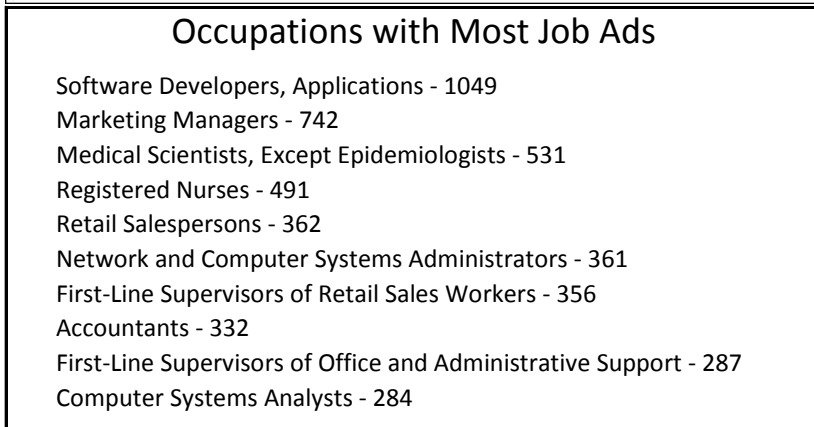 Occupations with Most Job Ads
Software Developers, Applications - 1049
Marketing Managers - 742
Medical Scientists, Except Epidemiologists - 531
Registered Nurses - 491
Retail Salespersons - 362
Network and Computer Systems Administrators - 361
First-Line Supervisors of Retail Sales Workers - 356
Accountants - 332
First-Line Supervisors of Office and Administrative Support - 287
Computer Systems Analysts - 284